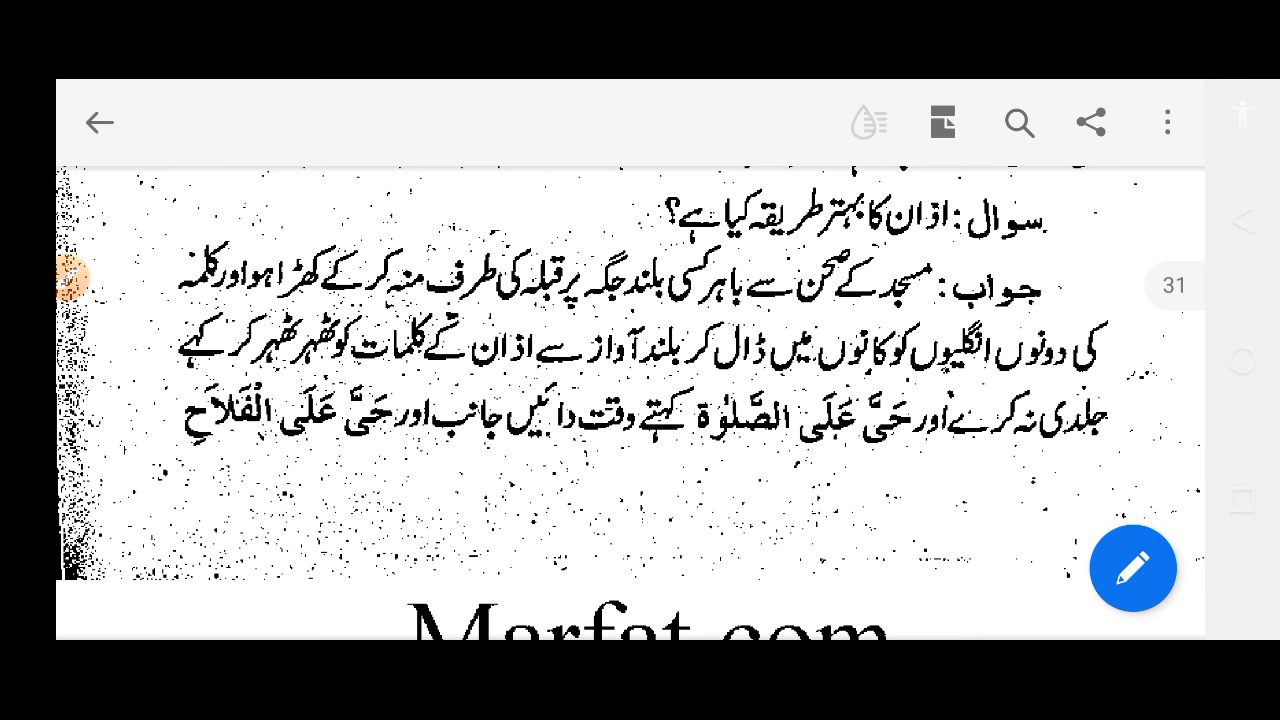 31
سوال: اذان کا بہتر طریقہ کیا ہے؟
جواب: مسجد کے صحن سے باہر کسی بلند جگہ پر قبلہ کی طرف منہ کر کے کھڑا ہو اور کلمہ
کی دونوں انگلیوں کو کانوں میں ڈال کر بلند آواز سے اذان کے کلمات کو ٹھہر ٹھہر کر کہے
جلدی نہ کرے اور حَیَّ عَلَی الصَّلٰوۃ کہتے وقت دائیں جانب اور حَیَّ عَلَی الْفَلَاحِ
Marfat.com